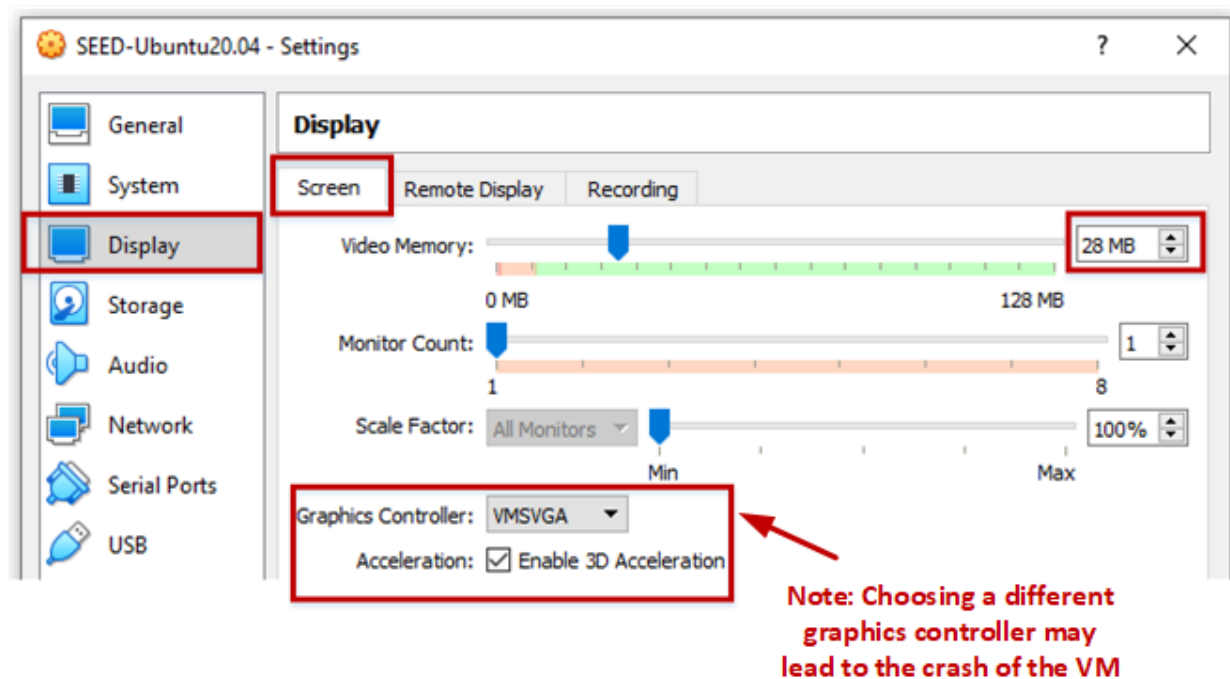 SEED-Ubuntu20.04 - Settings ? ×
General
System
Display
Storage
Audio
Network
Serial Ports
USB
Display
Screen Remote Display Recording
Video Memory: 28 MB
0 MB 128 MB
Monitor Count: 1
1 8
Scale Factor: All Monitors 100%
Min Max
Graphics Controller: VMSVGA
Acceleration: Enable 3D Acceleration
Note: Choosing a different
graphics controller may
lead to the crash of the VM